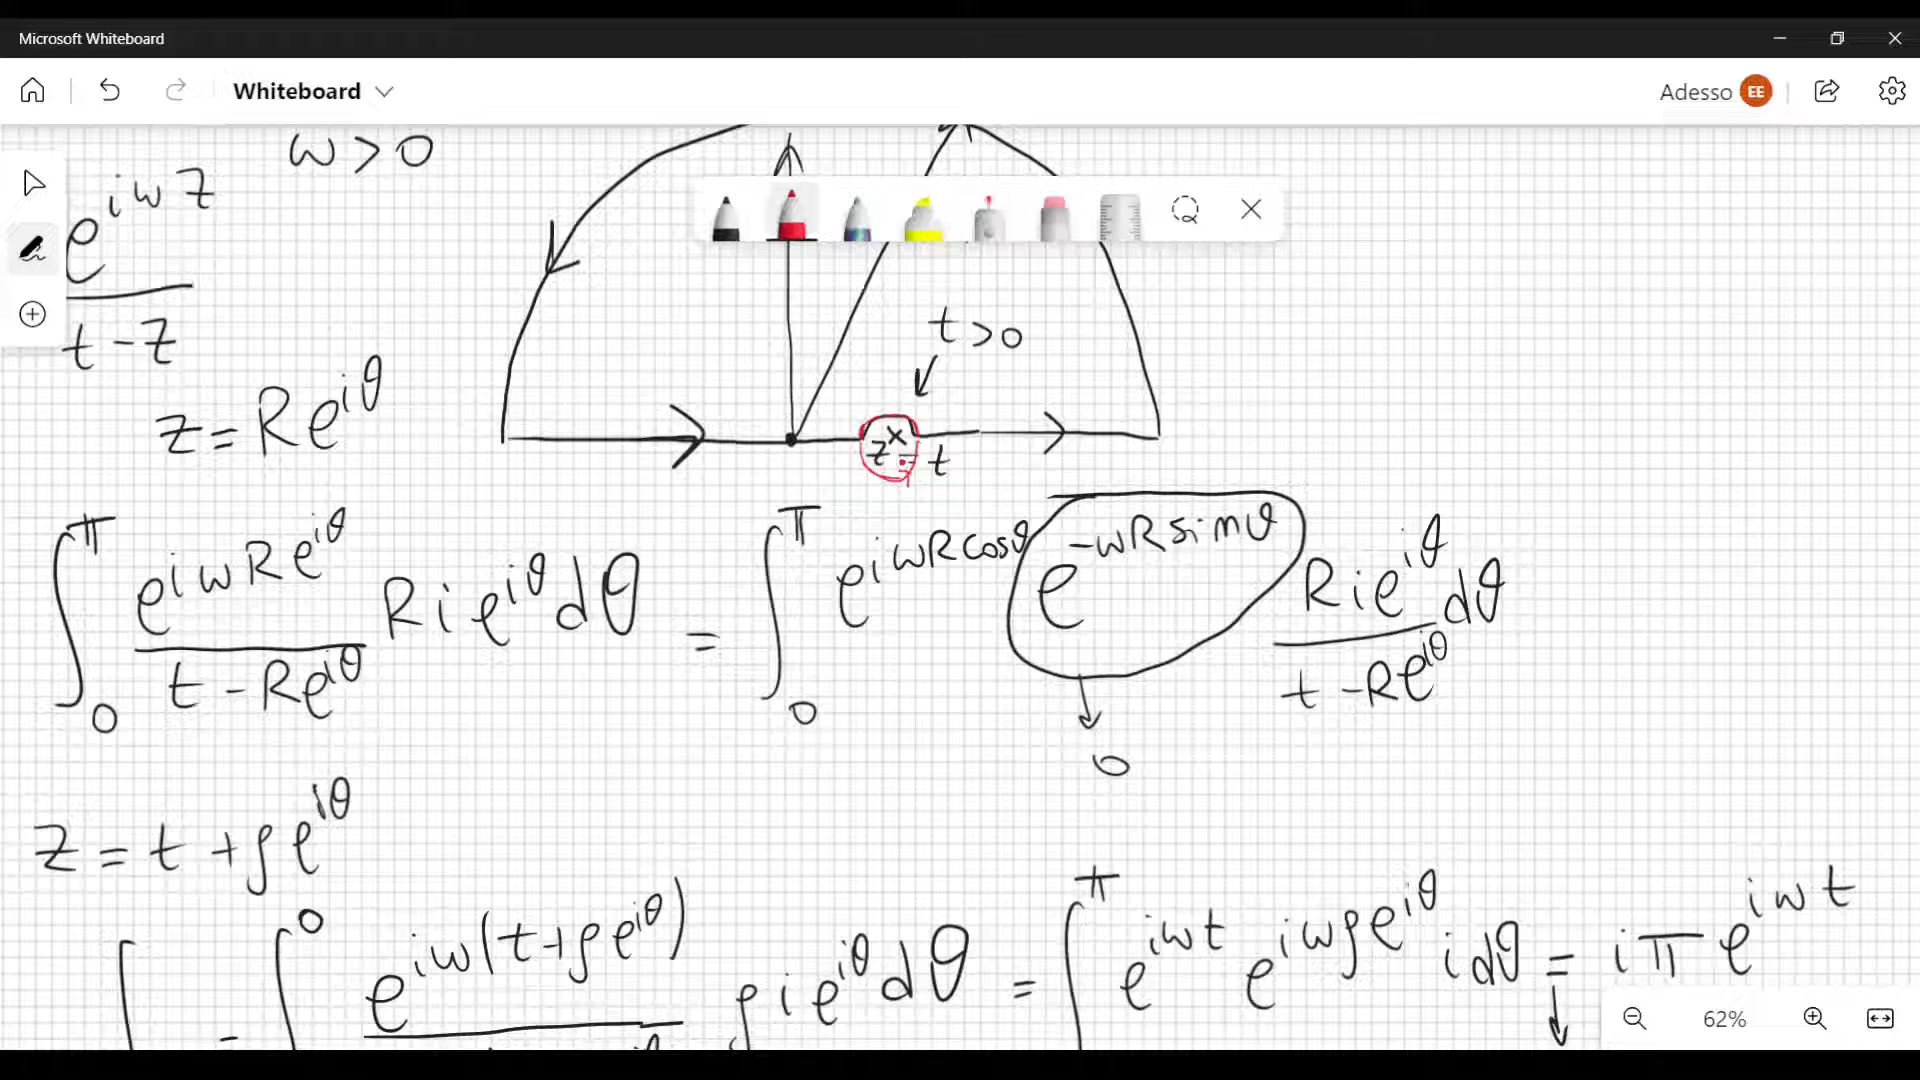 Microsoft Whiteboard
Whiteboard
Adesso EE
ω > 0
e^{iωz}
t - z
t > 0
z = Re^{iθ}
x
z = t
∫_0^π e^{iωRe^{iθ}} / (t - Re^{iθ}) Rie^{iθ} dθ = ∫_0^π e^{iωRcosθ} e^{-ωRsinθ} Rie^{iθ} / (t - Re^{iθ}) dθ
0
z = t + ρe^{iθ}
∫ = ∫^0 e^{iω(t+ρe^{iθ})} ρie^{iθ} dθ = ∫^π e^{iωt} e^{iωρe^{iθ}} i dθ = iπ e^{iωt}
62%